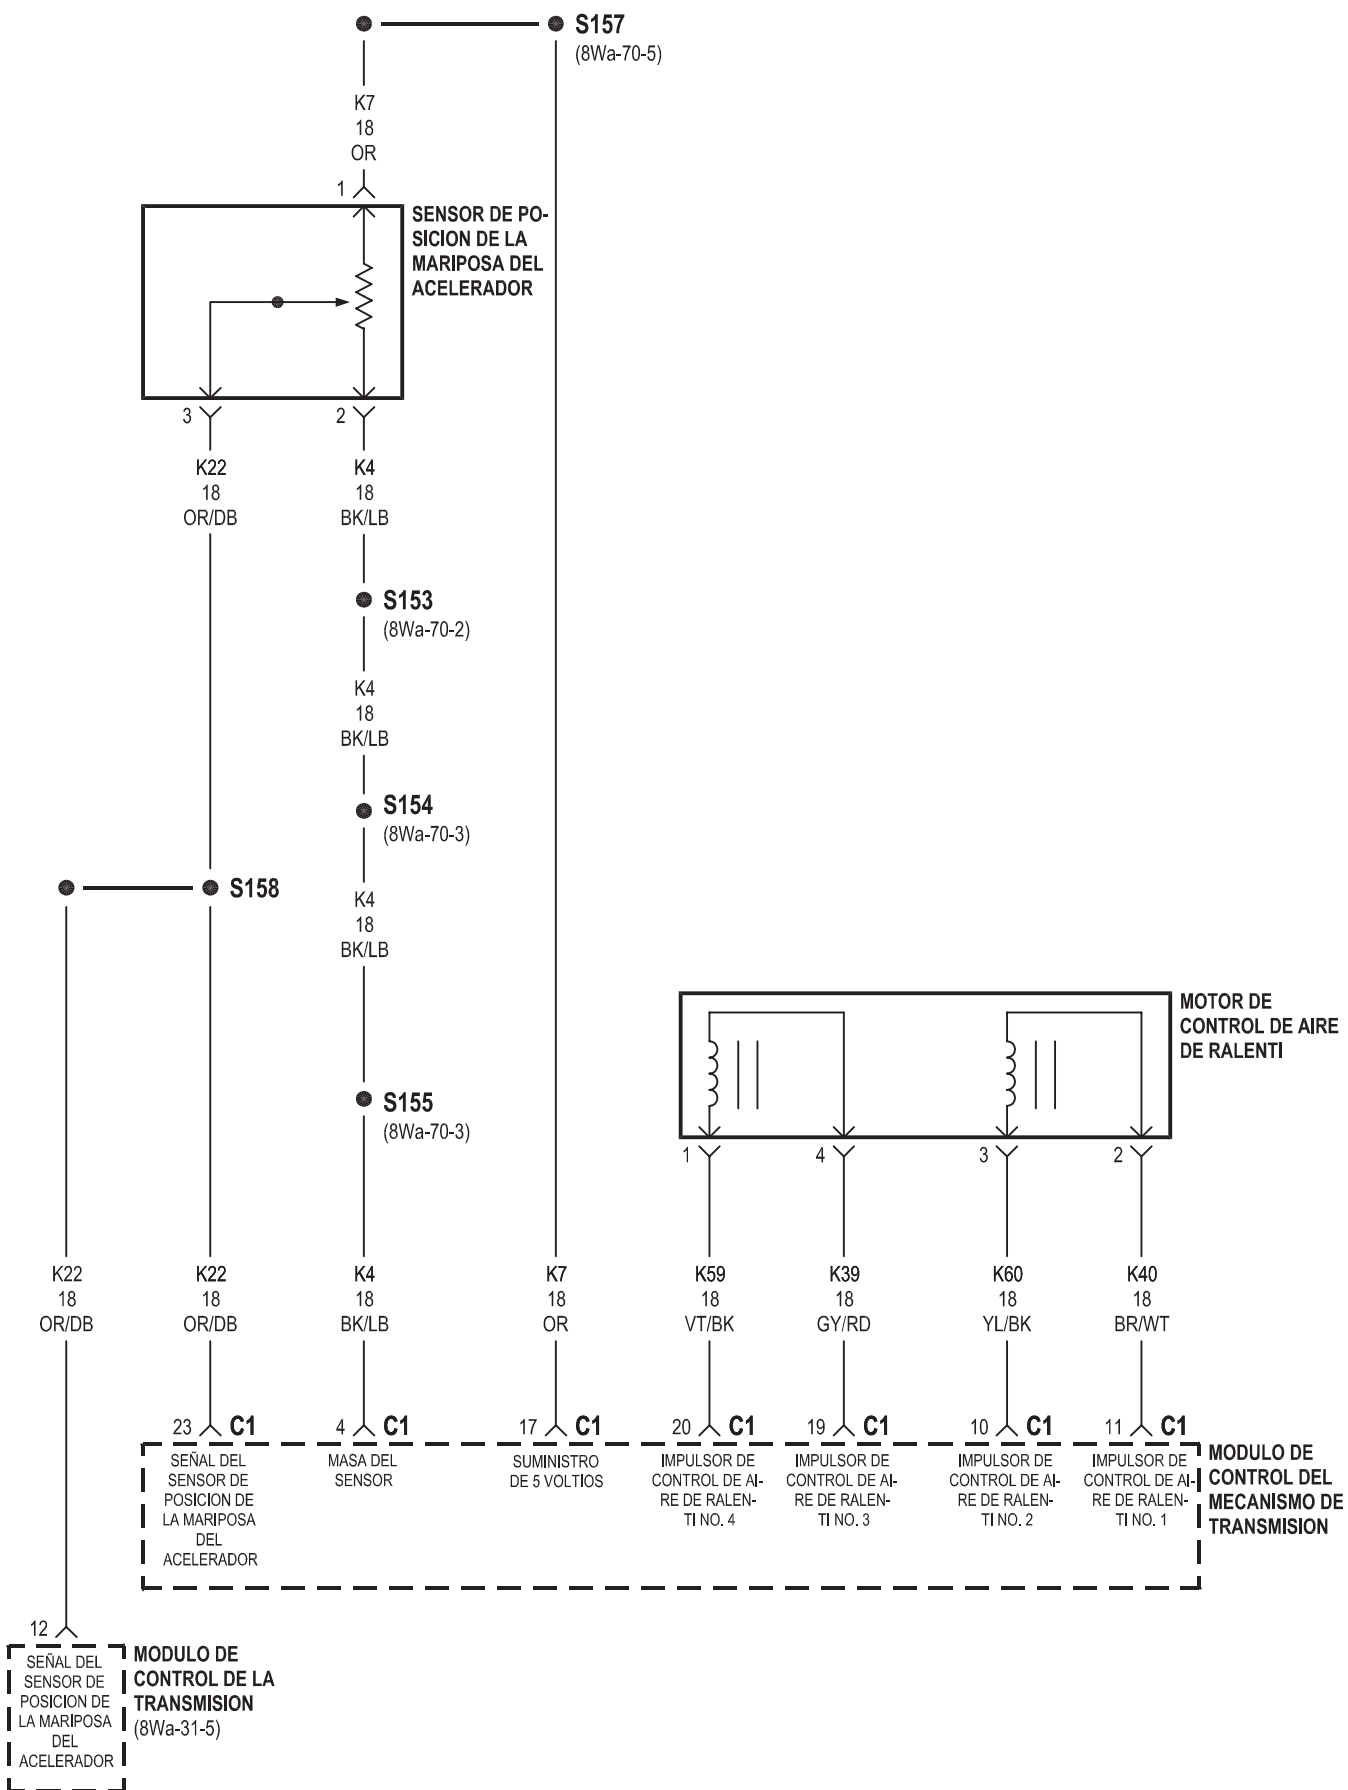 S157
(8Wa-70-5)
K7
18
OR
1
SENSOR DE PO-
SICION DE LA
MARIPOSA DEL
ACELERADOR
3
2
K22
18
OR/DB
K4
18
BK/LB
S153
(8Wa-70-2)
K4
18
BK/LB
S154
(8Wa-70-3)
S158
K4
18
BK/LB
MOTOR DE
CONTROL DE AIRE
DE RALENTI
S155
(8Wa-70-3)
1
4
3
2
K22
18
OR/DB
K22
18
OR/DB
K4
18
BK/LB
K7
18
OR
K59
18
VT/BK
K39
18
GY/RD
K60
18
YL/BK
K40
18
BR/WT
23 C1
4 C1
17 C1
20 C1
19 C1
10 C1
11 C1
SEÑAL DEL
SENSOR DE
POSICION DE
LA MARIPOSA
DEL
ACELERADOR
MASA DEL
SENSOR
SUMINISTRO
DE 5 VOLTIOS
IMPULSOR DE
CONTROL DE AI-
RE DE RALEN-
TI NO. 4
IMPULSOR DE
CONTROL DE AI-
RE DE RALEN-
TI NO. 3
IMPULSOR DE
CONTROL DE AI-
RE DE RALEN-
TI NO. 2
IMPULSOR DE
CONTROL DE AI-
RE DE RALEN-
TI NO. 1
MODULO DE
CONTROL DEL
MECANISMO DE
TRANSMISION
12
SEÑAL DEL
SENSOR DE
POSICION DE
LA MARIPOSA
DEL
ACELERADOR
MODULO DE
CONTROL DE LA
TRANSMISION
(8Wa-31-5)